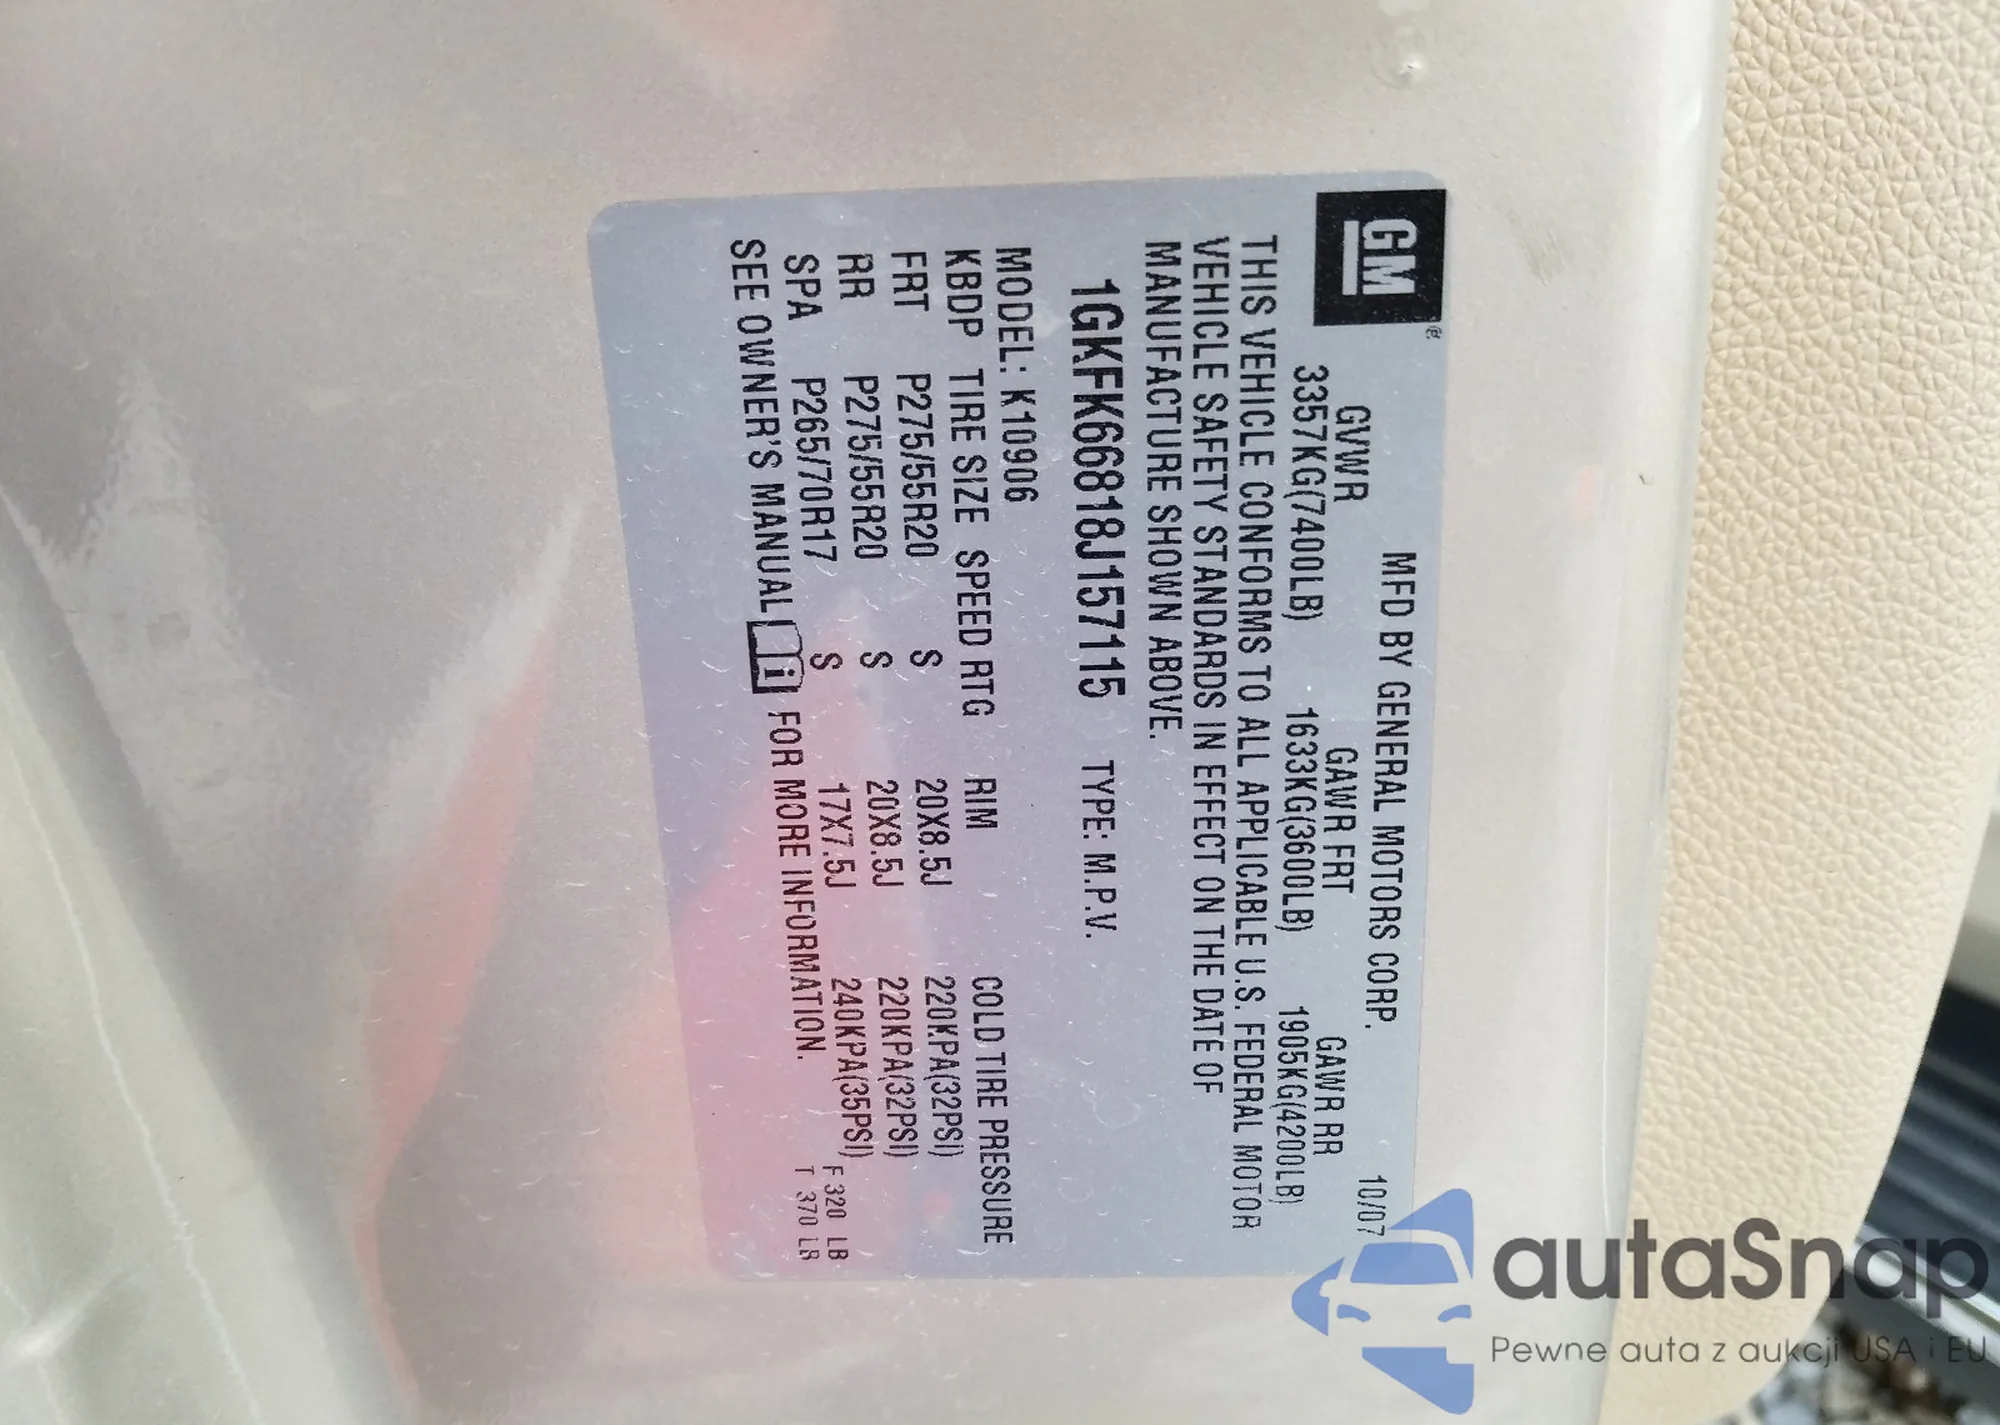 GM®
MFD BY GENERAL MOTORS CORP. 10/07
GVWR GAWR FRT GAWR RR
3357KG(7400LB) 1633KG(3600LB) 1905KG(4200LB)
THIS VEHICLE CONFORMS TO ALL APPLICABLE U.S. FEDERAL MOTOR
VEHICLE SAFETY STANDARDS IN EFFECT ON THE DATE OF
MANUFACTURE SHOWN ABOVE.
1GKFK66818J157115 TYPE: M.P.V.
MODEL: K10906
KBDP TIRE SIZE SPEED RTG RIM COLD TIRE PRESSURE
FRT P275/55R20 S 20X8.5J 220KPA(32PSI)
RR P275/55R20 S 20X8.5J 220KPA(32PSI)
SPA P265/70R17 S 17X7.5J 240KPA(35PSI)
SEE OWNER'S MANUAL i FOR MORE INFORMATION.
F 320 LB
T 370 LB
autaSnap
Pewne auta z aukcji USA i EU